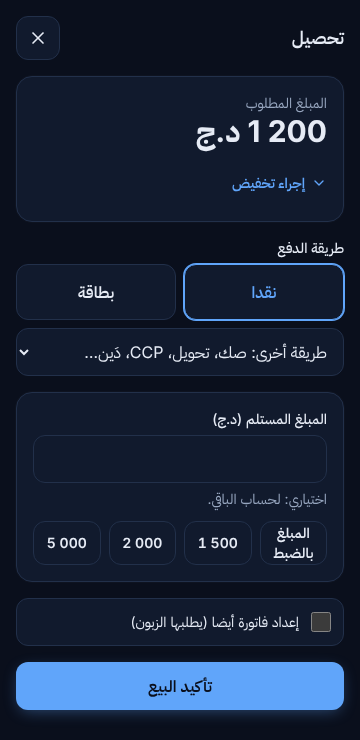 تحصيل
المبلغ المطلوب
1 200 د.ج
إجراء تخفيض
طريقة الدفع
نقدا
بطاقة
طريقة أخرى: صك، تحويل، CCP، دَين...
المبلغ المستلم (د.ج)
اختياري: لحساب الباقي.
المبلغ بالضبط
1 500
2 000
5 000
إعداد فاتورة أيضا (يطلبها الزبون)
تأكيد البيع